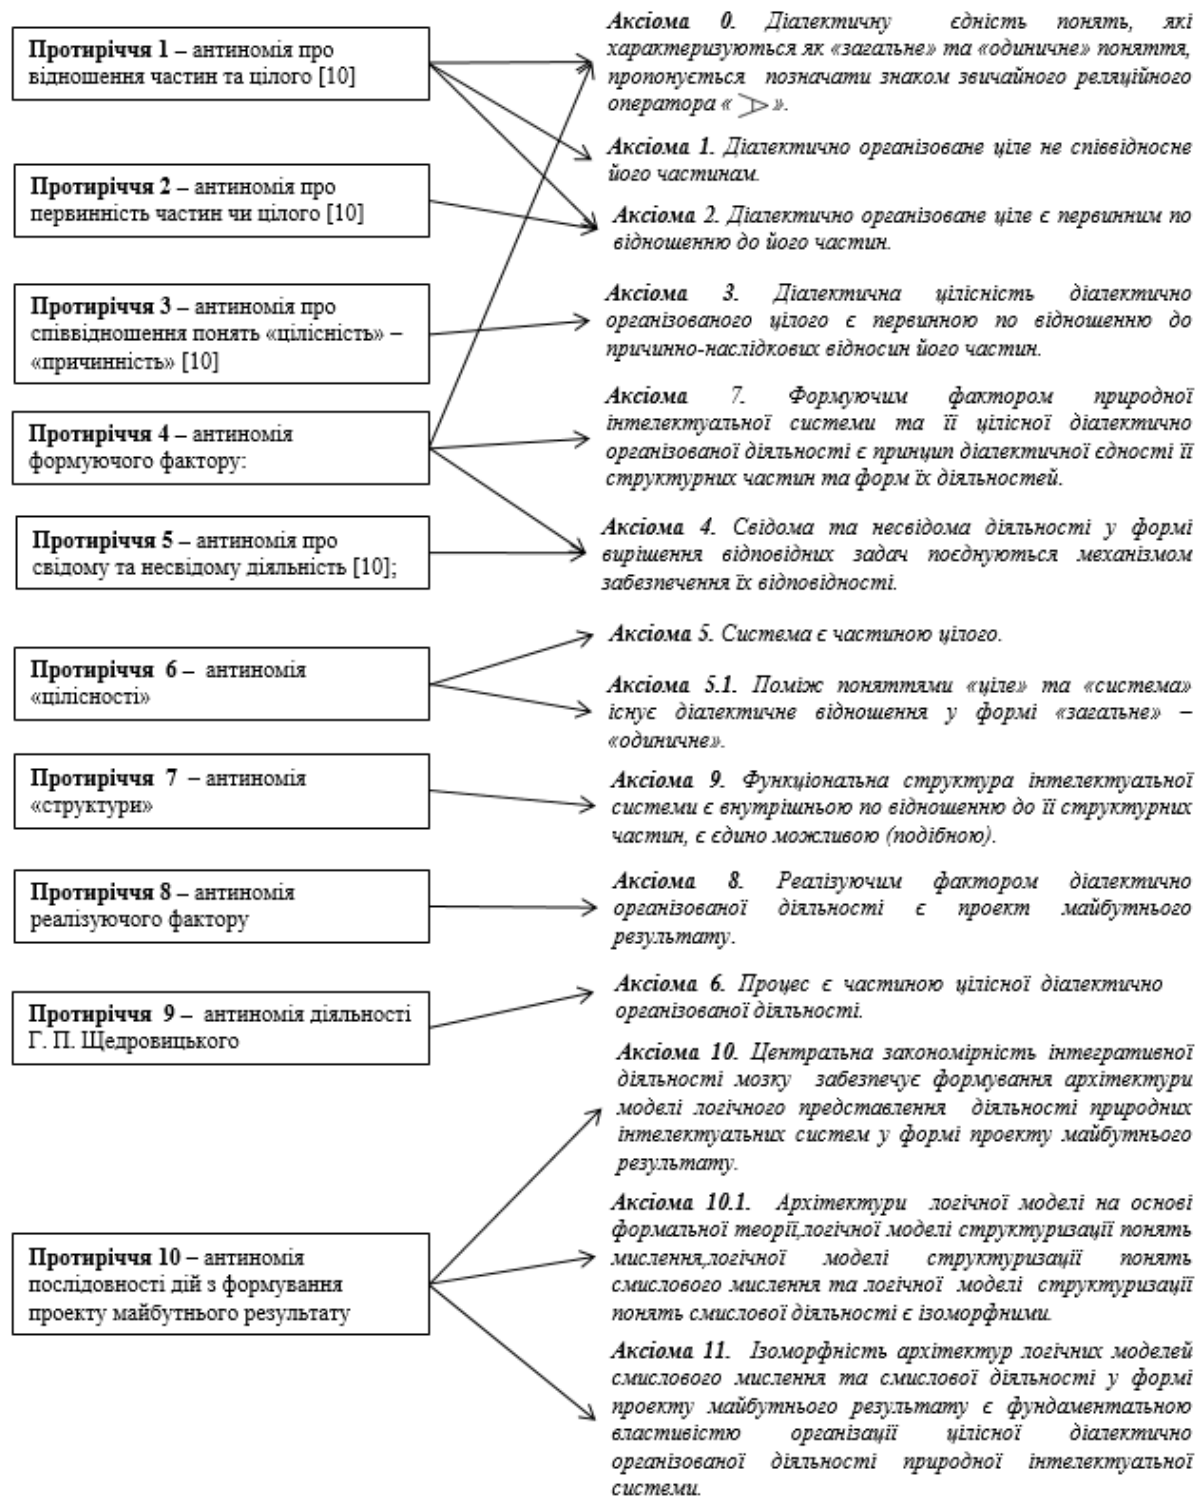 Протиріччя 1 – антиномія про
відношення частин та цілого [10]
Протиріччя 2 – антиномія про
первинність частин чи цілого [10]
Протиріччя 3 – антиномія про
співвідношення понять «цілісність» –
«причинність» [10]
Протиріччя 4 – антиномія
формуючого фактору:
Протиріччя 5 – антиномія про
свідому та несвідому діяльність [10];
Протиріччя 6 – антиномія
«цілісності»
Протиріччя 7 – антиномія
«структури»
Протиріччя 8 – антиномія
реалізуючого фактору
Протиріччя 9 – антиномія діяльності
Г. П. Щедровицького
Протиріччя 10 – антиномія
послідовності дій з формування
проекту майбутнього результату
Аксіома 0. Діалектичну єдність понять, які
характеризуються як «загальне» та «одиничне» поняття,
пропонується позначати знаком звичайного реляційного
оператора « ».
Аксіома 1. Діалектично організоване ціле не співвідносне
його частинам.
Аксіома 2. Діалектично організоване ціле є первинним по
відношенню до його частин.
Аксіома 3. Діалектична цілісність діалектично
організованого цілого є первинною по відношенню до
причинно-наслідкових відносин його частин.
Аксіома 7. Формуючим фактором природної
інтелектуальної системи та її цілісної діалектично
організованої діяльності є принцип діалектичної єдності її
структурних частин та форм їх діяльностей.
Аксіома 4. Свідома та несвідома діяльності у формі
вирішення відповідних задач поєднуються механізмом
забезпечення їх відповідності.
Аксіома 5. Система є частиною цілого.
Аксіома 5.1. Поміж поняттями «ціле» та «система»
існує діалектичне відношення у формі «загальне» –
«одиничне».
Аксіома 9. Функціональна структура інтелектуальної
системи є внутрішньою по відношенню до її структурних
частин, є єдино можливою (подібною).
Аксіома 8. Реалізуючим фактором діалектично
організованої діяльності є проект майбутнього
результату.
Аксіома 6. Процес є частиною цілісної діалектично
організованої діяльності.
Аксіома 10. Центральна закономірність інтегративної
діяльності мозку забезпечує формування архітектури
моделі логічного представлення діяльності природних
інтелектуальних систем у формі проекту майбутнього
результату.
Аксіома 10.1. Архітектури логічної моделі на основі
формальної теорії,логічної моделі структуризації понять
мислення,логічної моделі структуризації понять
смислового мислення та логічної моделі структуризації
понять смислової діяльності є ізоморфними.
Аксіома 11. Ізоморфність архітектур логічних моделей
смислового мислення та смислової діяльності у формі
проекту майбутнього результату є фундаментальною
властивістю організації цілісної діалектично
організованої діяльності природної інтелектуальної
системи.